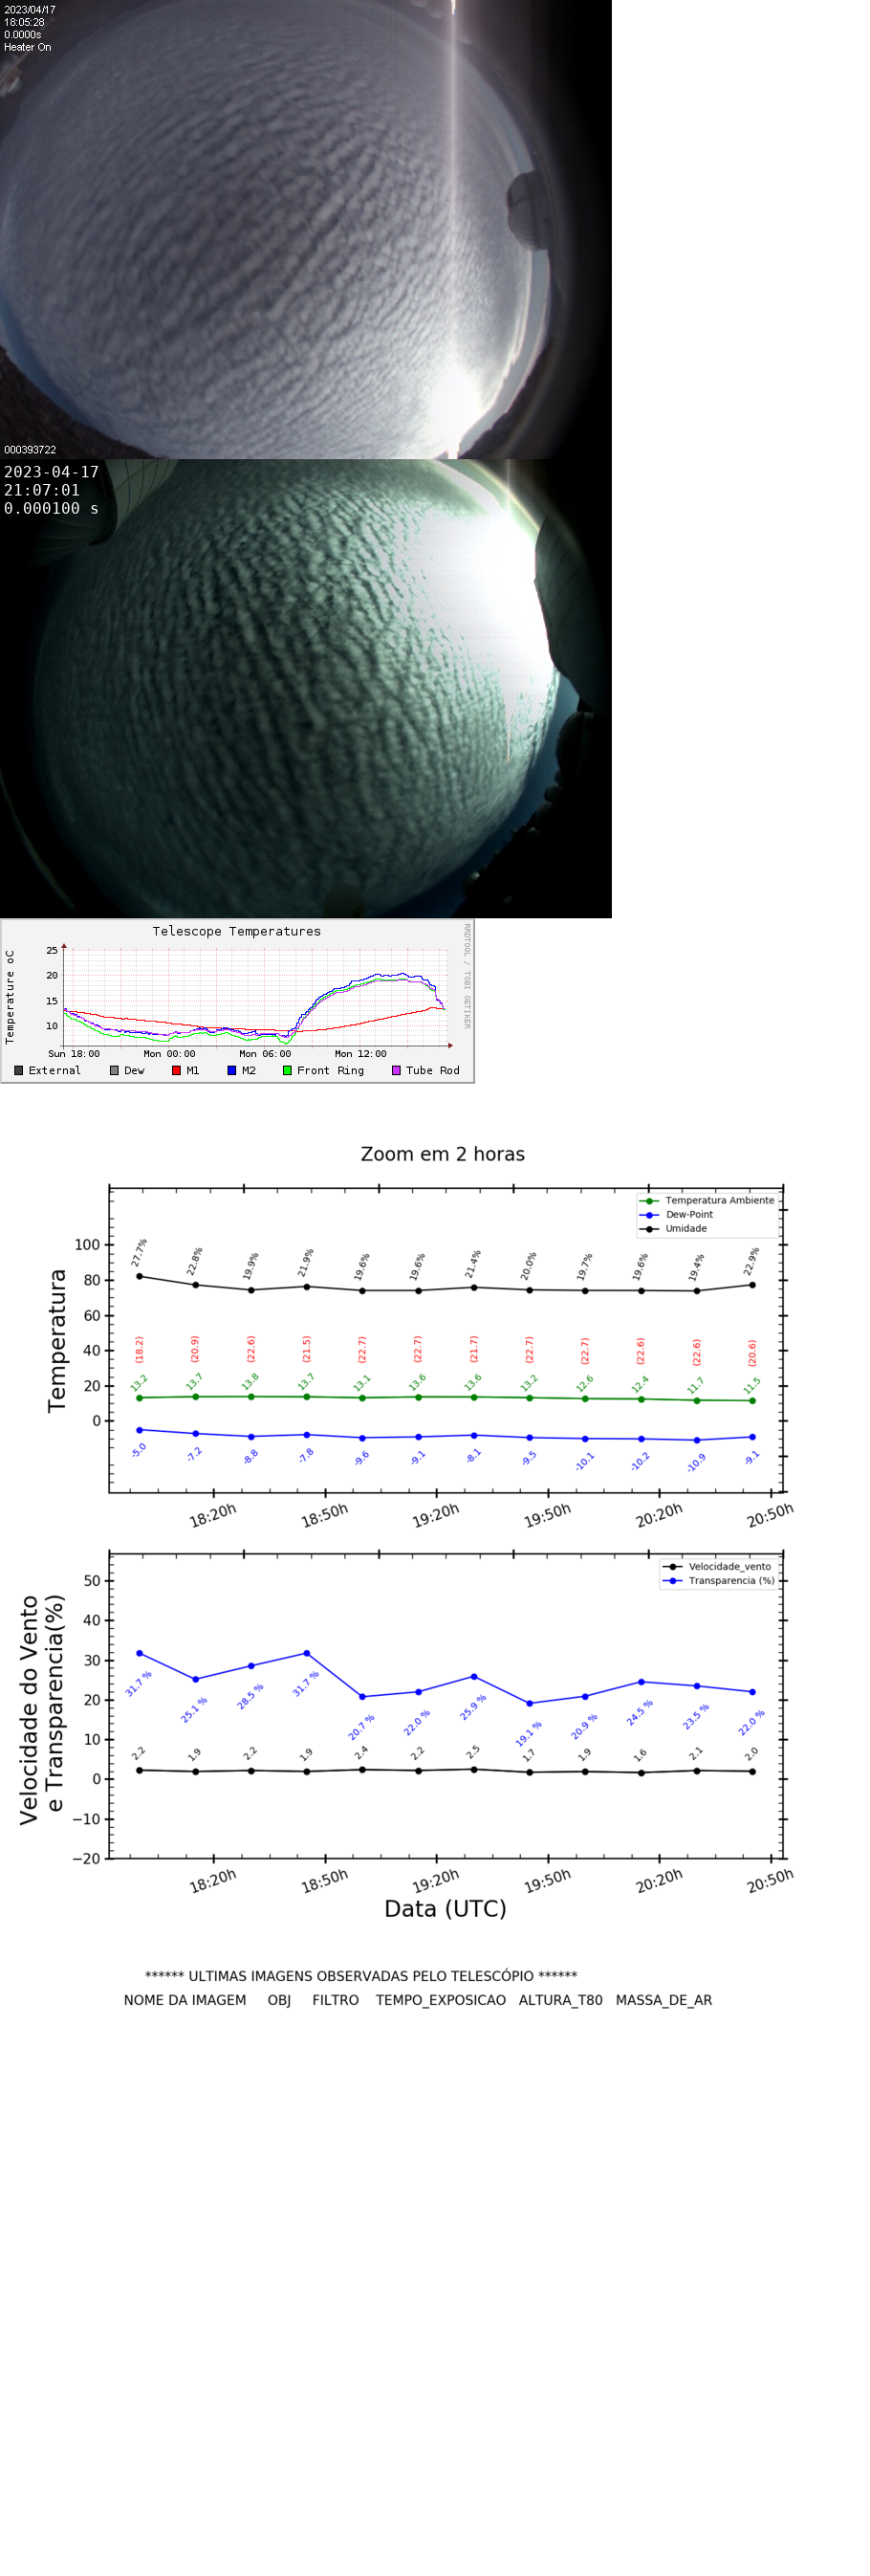 2023/04/17
18:05:28
0.0000s
Heater On
000393722
2023-04-17
21:07:01
0.000100 s
Telescope Temperatures
RRDTOOL / TOBI OETIKER
Temperature oC
25
20
15
10
Sun 18:00 Mon 00:00 Mon 06:00 Mon 12:00
External Dew M1 M2 Front Ring Tube Rod
Zoom em 2 horas
Temperatura Ambiente
Dew-Point
Umidade
Temperatura
100
80
60
40
20
0
27.7% 22.8% 19.9% 21.9% 19.6% 19.6% 21.4% 20.0% 19.7% 19.6% 19.4% 22.9%
(18.2) (20.9) (22.6) (21.5) (22.7) (22.7) (21.7) (22.7) (22.7) (22.6) (22.6) (20.6)
13.2 13.7 13.8 13.7 13.1 13.6 13.6 13.2 12.6 12.4 11.7 11.5
-5.0 -7.2 -8.8 -7.8 -9.6 -9.1 -8.1 -9.5 -10.1 -10.2 -10.9 -9.1
18:20h 18:50h 19:20h 19:50h 20:20h 20:50h
Velocidade_vento
Transparencia (%)
Velocidade do Vento
e Transparencia(%)
50
40
30
20
10
0
−10
−20
31.7 % 25.1 % 28.5 % 31.7 % 20.7 % 22.0 % 25.9 % 19.1 % 20.9 % 24.5 % 23.5 % 22.0 %
2.2 1.9 2.2 1.9 2.4 2.2 2.5 1.7 1.9 1.6 2.1 2.0
18:20h 18:50h 19:20h 19:50h 20:20h 20:50h
Data (UTC)
****** ULTIMAS IMAGENS OBSERVADAS PELO TELESCÓPIO ******
NOME DA IMAGEM OBJ FILTRO TEMPO_EXPOSICAO ALTURA_T80 MASSA_DE_AR